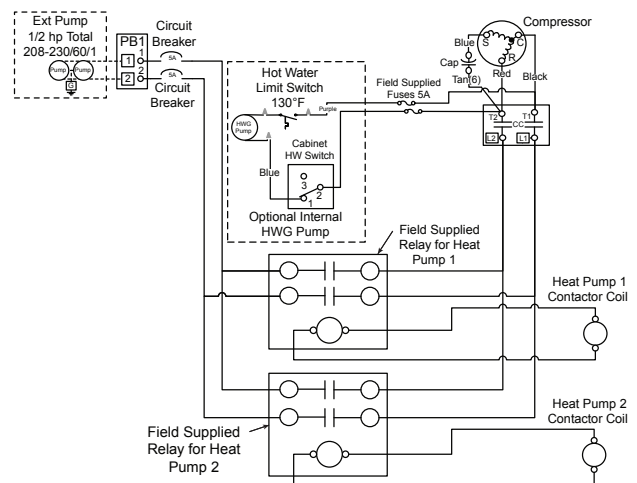 Ext Pump
1/2 hp Total
208-230/60/1
Pump
Pump
G
PB1
1
1
2
2
Circuit
Breaker
5A
5A
Circuit
Breaker
Hot Water
Limit Switch
130°F
Purple
HWG
Pump
Cabinet
HW Switch
Blue
3
2
1
Optional Internal
HWG Pump
Field Supplied
Fuses 5A
Compressor
Blue
S
C
R
Cap
Tan(6)
Red
Black
T2
T1
CC
L2
L1
Field Supplied
Relay for Heat
Pump 1
Heat Pump 1
Contactor Coil
Heat Pump 2
Contactor Coil
Field Supplied
Relay for Heat
Pump 2